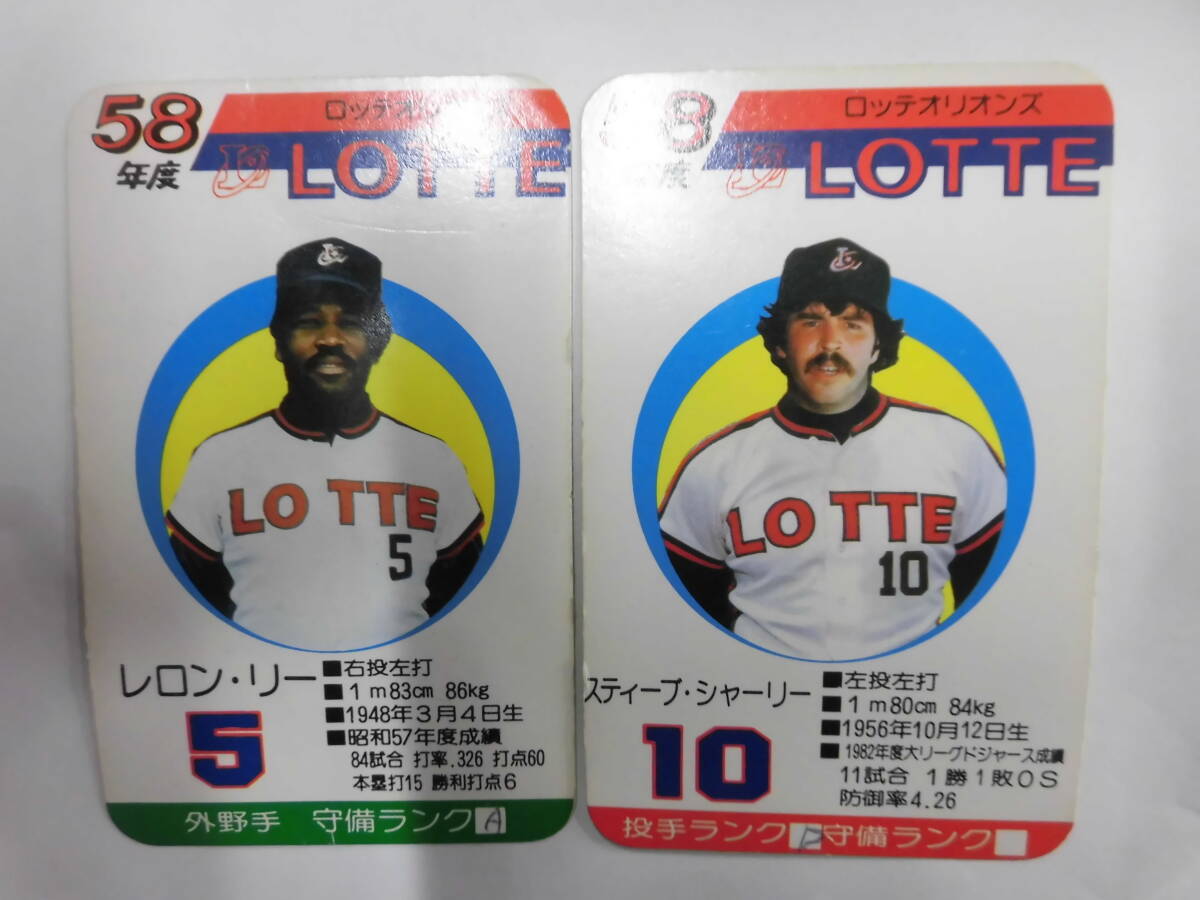 58
年度
LOTTE
LO TTE
5
レロン・リー
5
■右投左打
■1m83cm 86kg
■1948年3月4日生
■昭和57年度成績
84試合 打率.326 打点60
本塁打15 勝利打点6
外野手 守備ランク A
8
度
ロッテオリオンズ
LOTTE
LO TTE
10
スティーブ・シャーリー
10
■左投左打
■1m80cm 84kg
■1956年10月12日生
■1982年度大リーグドジャース成績
11試合 1勝1敗0S
防御率4.26
投手ランク 守備ランク